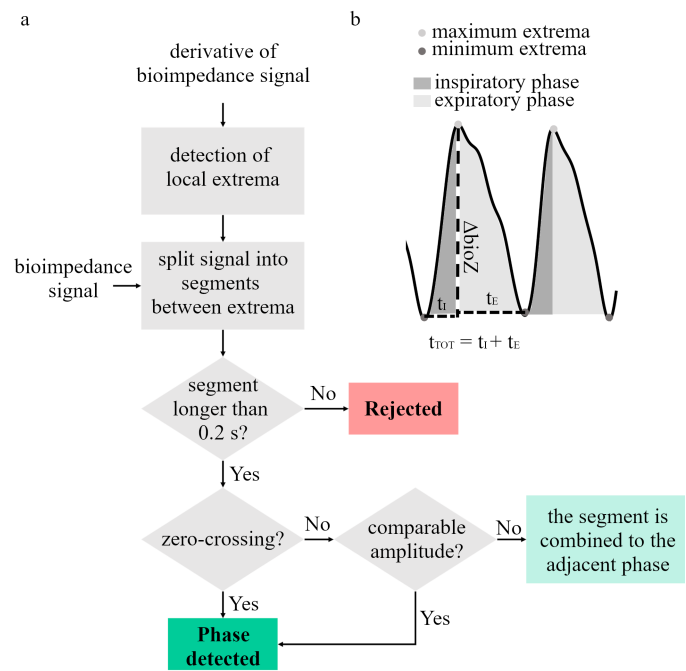 a
derivative of
bioimpedance signal
detection of
local extrema
bioimpedance
signal
split signal into
segments
between extrema
segment
longer than
0.2 s?
No
Rejected
Yes
zero-crossing?
No
comparable
amplitude?
No
the segment is
combined to the
adjacent phase
Yes
Yes
Phase
detected
b
maximum extrema
minimum extrema
inspiratory phase
expiratory phase
ΔbioZ
tI
tE
tTOT = tI + tE